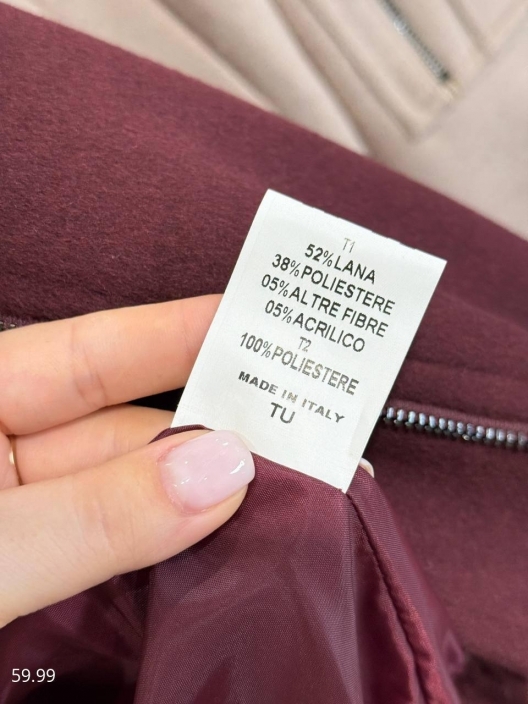 T1
52%LANA
38%POLIESTERE
05%ALTRE FIBRE
05%ACRILICO
T2
100%POLIESTERE
MADE IN ITALY
TU
59.99